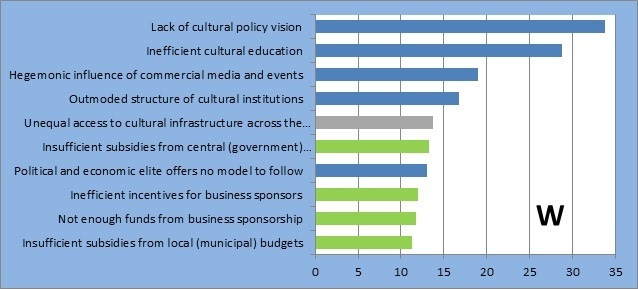 Lack of cultural policy vision
Inefficient cultural education
Hegemonic influence of commercial media and events
Outmoded structure of cultural institutions
Unequal access to cultural infrastructure across the...
Insufficient subsidies from central (government)...
Political and economic elite offers no model to follow
Inefficient incentives for business sponsors
Not enough funds from business sponsorship
Insufficient subsidies from local (municipal) budgets
W
0 5 10 15 20 25 30 35